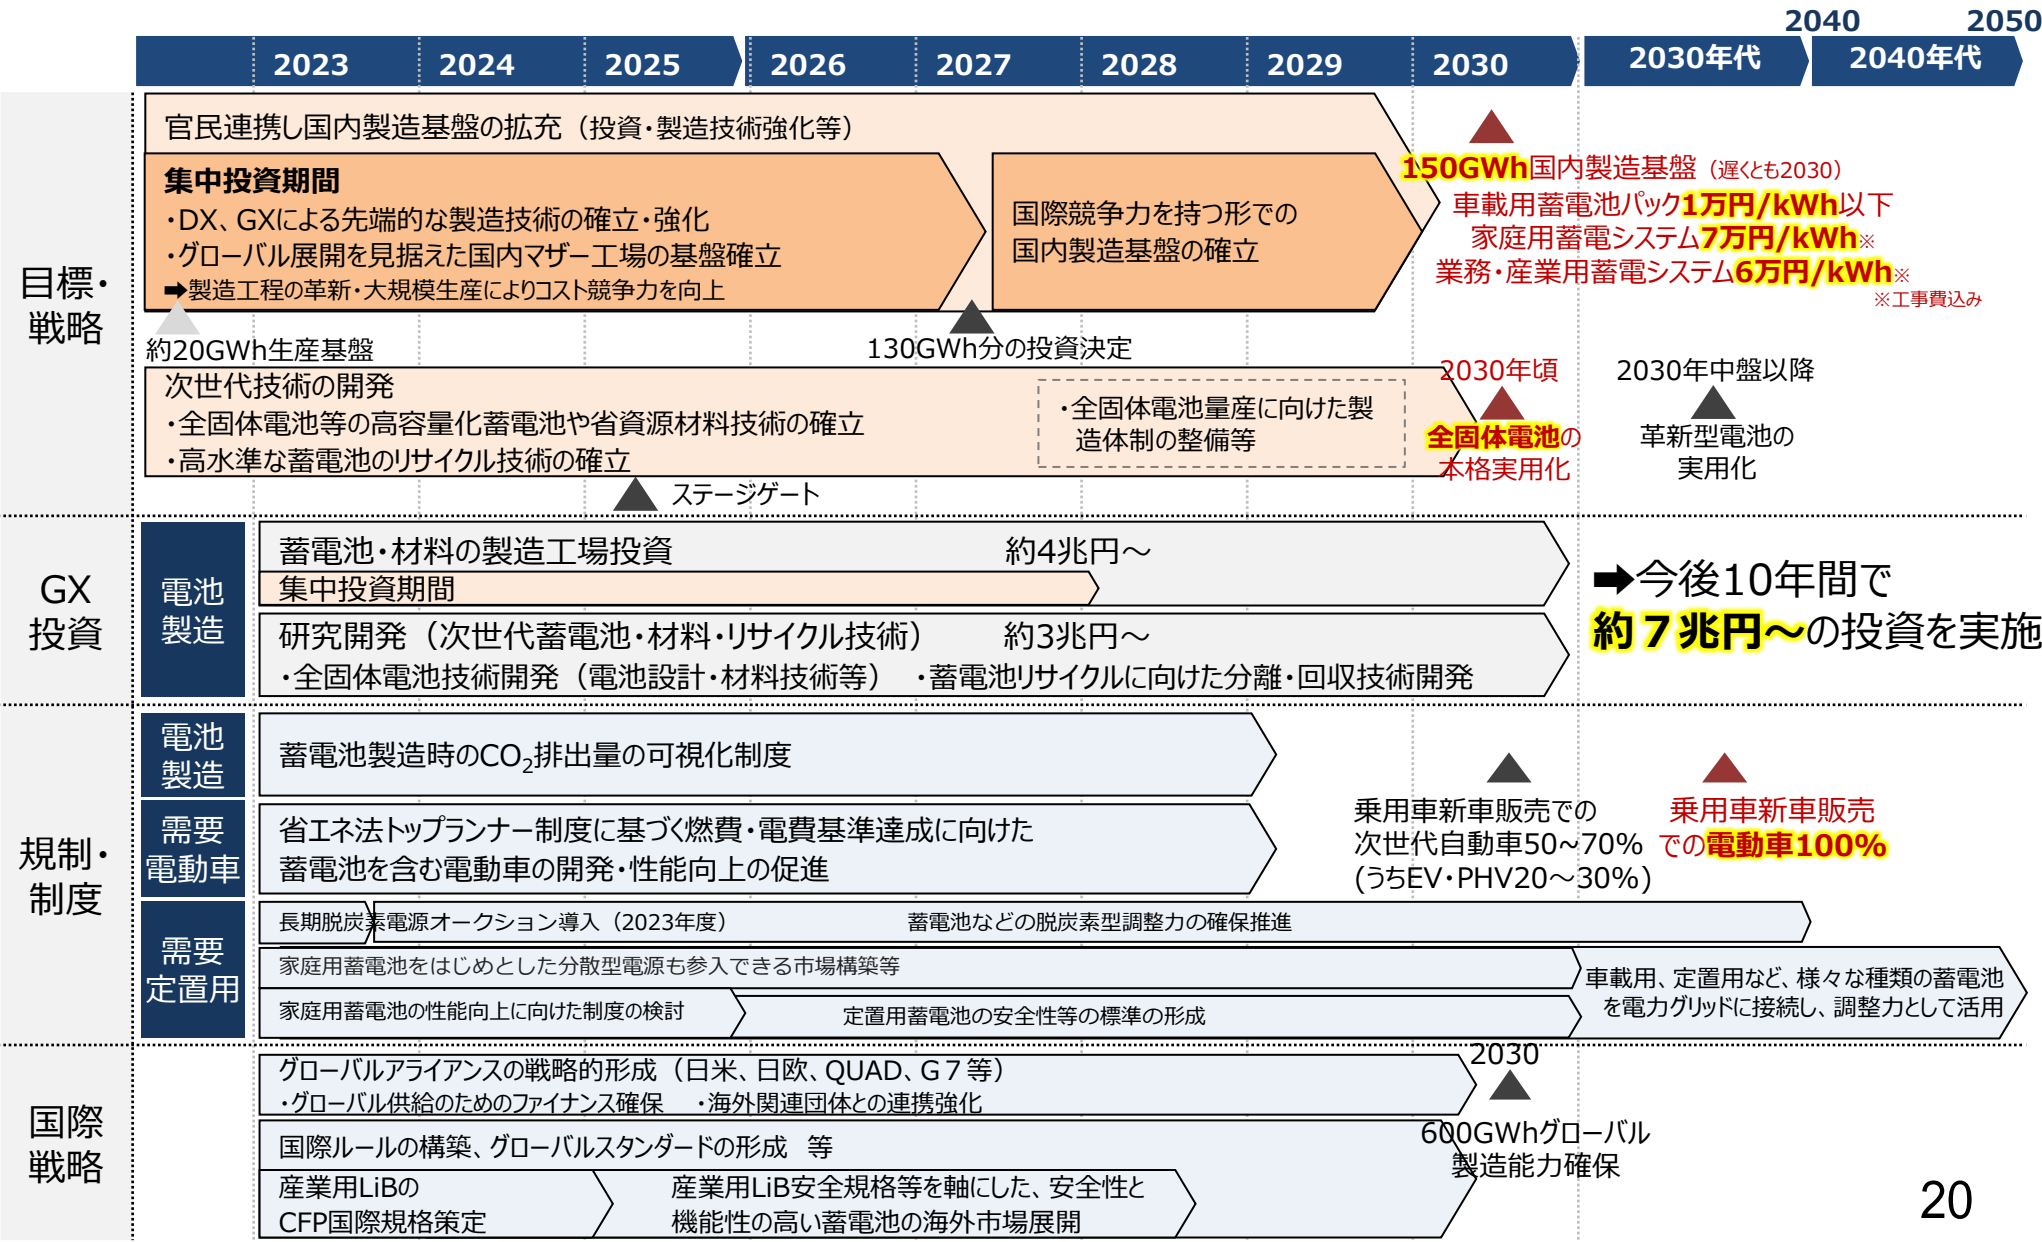 2040
2050
2023
2024
2025
2026
2027
2028
2029
2030
2030年代
2040年代
目標・
戦略
官民連携し国内製造基盤の拡充（投資・製造技術強化等）
集中投資期間
・DX、GXによる先端的な製造技術の確立・強化
・グローバル展開を見据えた国内マザー工場の基盤確立
➡製造工程の革新・大規模生産によりコスト競争力を向上
国際競争力を持つ形での
国内製造基盤の確立
150GWh国内製造基盤（遅くとも2030）
車載用蓄電池パック1万円/kWh以下
家庭用蓄電システム7万円/kWh※
業務・産業用蓄電システム6万円/kWh※
※工事費込み
約20GWh生産基盤
130GWh分の投資決定
次世代技術の開発
・全固体電池等の高容量化蓄電池や省資源材料技術の確立
・高水準な蓄電池のリサイクル技術の確立
・全固体電池量産に向けた製
造体制の整備等
2030年頃
全固体電池の
本格実用化
2030年中盤以降
革新型電池の
実用化
ステージゲート
GX
投資
電池
製造
蓄電池・材料の製造工場投資 約4兆円～
集中投資期間
研究開発（次世代蓄電池・材料・リサイクル技術） 約3兆円～
・全固体電池技術開発（電池設計・材料技術等） ・蓄電池リサイクルに向けた分離・回収技術開発
➡今後10年間で
約７兆円～の投資を実施
規制・
制度
電池
製造
蓄電池製造時のCO2排出量の可視化制度
需要
電動車
省エネ法トップランナー制度に基づく燃費・電費基準達成に向けた
蓄電池を含む電動車の開発・性能向上の促進
乗用車新車販売での
次世代自動車50~70%
(うちEV・PHV20～30%)
乗用車新車販売
での電動車100%
需要
定置用
長期脱炭素電源オークション導入（2023年度） 蓄電池などの脱炭素型調整力の確保推進
家庭用蓄電池をはじめとした分散型電源も参入できる市場構築等
家庭用蓄電池の性能向上に向けた制度の検討
定置用蓄電池の安全性等の標準の形成
車載用、定置用など、様々な種類の蓄電池
を電力グリッドに接続し、調整力として活用
国際
戦略
グローバルアライアンスの戦略的形成（日米、日欧、QUAD、G７等）
・グローバル供給のためのファイナンス確保 ・海外関連団体との連携強化
2030
600GWhグローバル
製造能力確保
国際ルールの構築、グローバルスタンダードの形成 等
産業用LiBの
CFP国際規格策定
産業用LiB安全規格等を軸にした、安全性と
機能性の高い蓄電池の海外市場展開
20